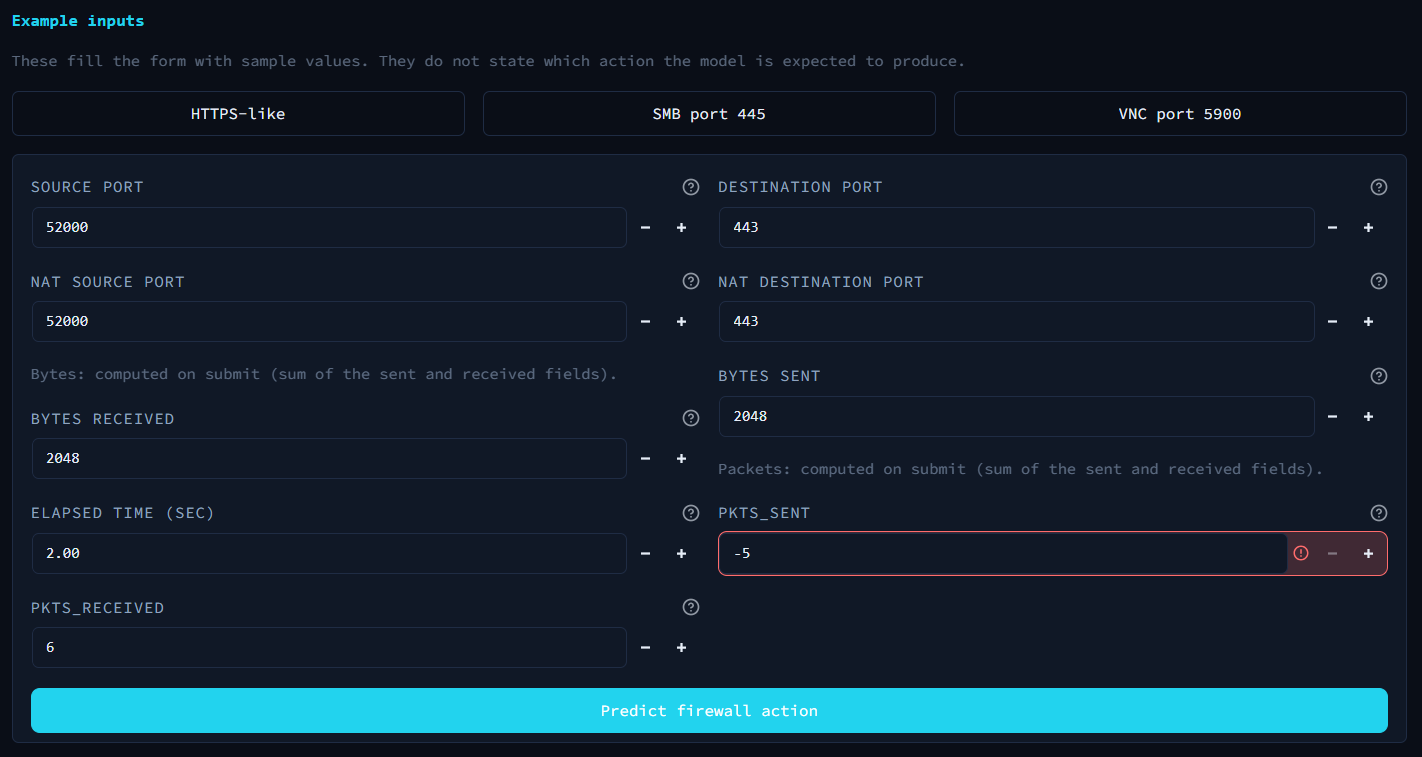 Example inputs
These fill the form with sample values. They do not state which action the model is expected to produce.
HTTPS-like
SMB port 445
VNC port 5900
SOURCE PORT
DESTINATION PORT
52000
443
NAT SOURCE PORT
NAT DESTINATION PORT
52000
443
Bytes: computed on submit (sum of the sent and received fields).
BYTES SENT
2048
BYTES RECEIVED
2048
Packets: computed on submit (sum of the sent and received fields).
ELAPSED TIME (SEC)
PKTS_SENT
2.00
-5
PKTS_RECEIVED
6
Predict firewall action